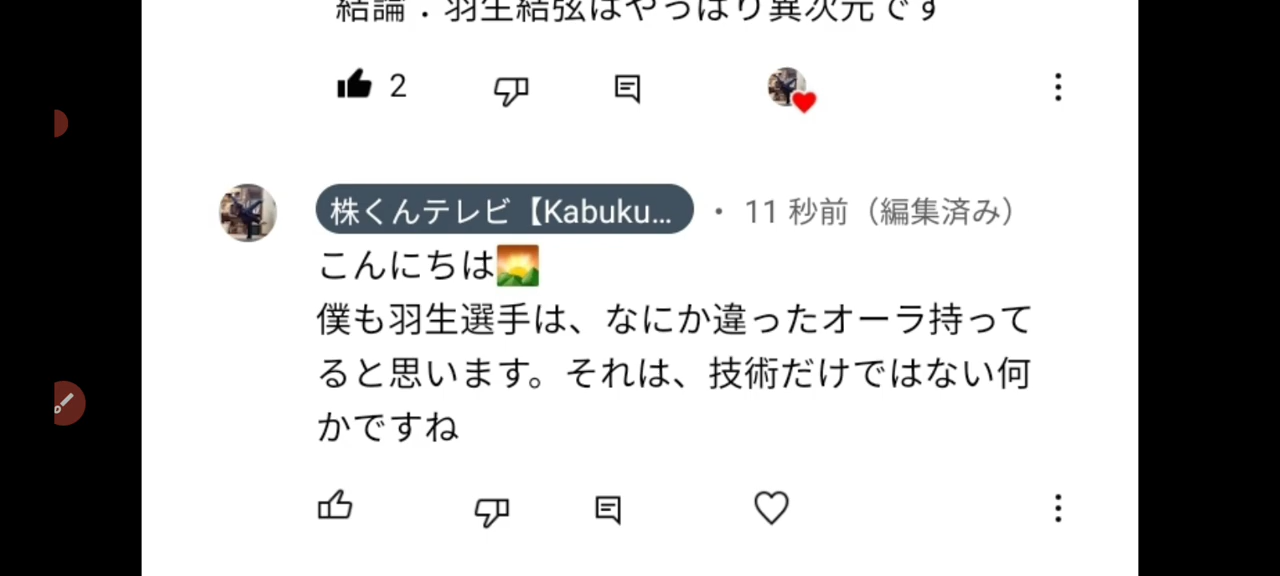 結論：羽生結弦はやっぱり異次元です
2
株くんテレビ【Kabuku... ・ 11 秒前（編集済み）
こんにちは🌄
僕も羽生選手は、なにか違ったオーラ持って
ると思います。それは、技術だけではない何
かですね